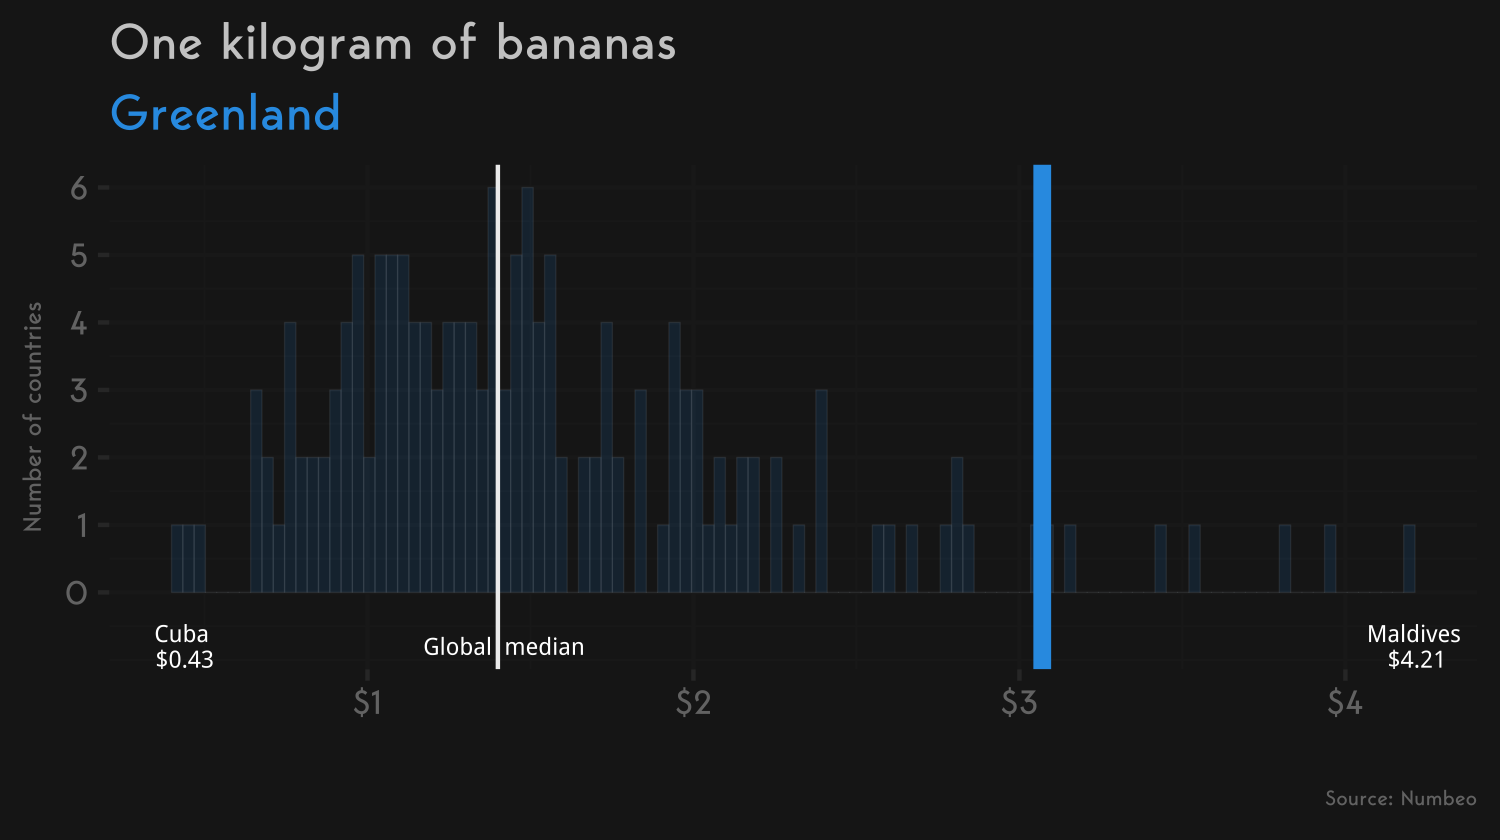 One kilogram of bananas
Greenland
Number of countries
6
5
4
3
2
1
0
Cuba
$0.43
Global median
Maldives
$4.21
$1 $2 $3 $4
Source: Numbeo